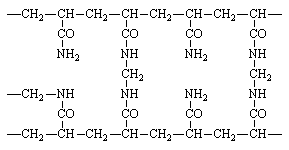 —CH₂—CH—CH₂—CH—CH₂—CH—CH₂—CH—
CO CO CO CO
NH₂ NH NH₂ NH
CH₂ CH₂
—CH₂—NH NH NH₂ NH
CO CO CO CO
—CH₂—CH—CH₂—CH—CH₂—CH—CH₂—CH—